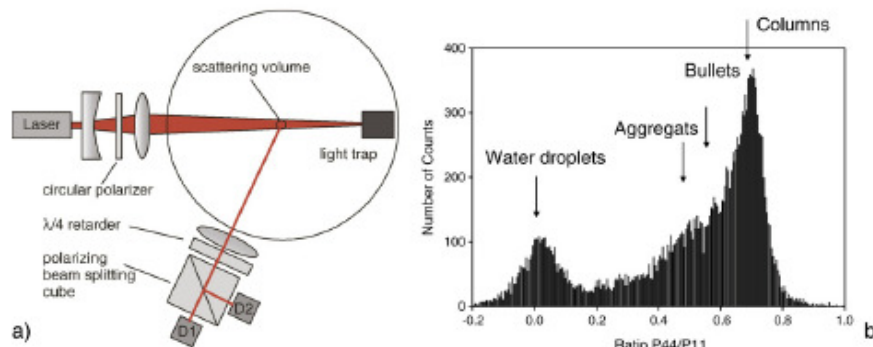 scattering volume
Laser
light trap
circular polarizer
λ/4 retarder
polarizing
beam splitting
cube
D1
D2
a)
Columns
Bullets
Aggregats
Water droplets
Number of Counts
400
300
200
100
0
-0.2
0.0
0.2
0.4
0.6
0.8
1.0
Ratio P44/P11
b